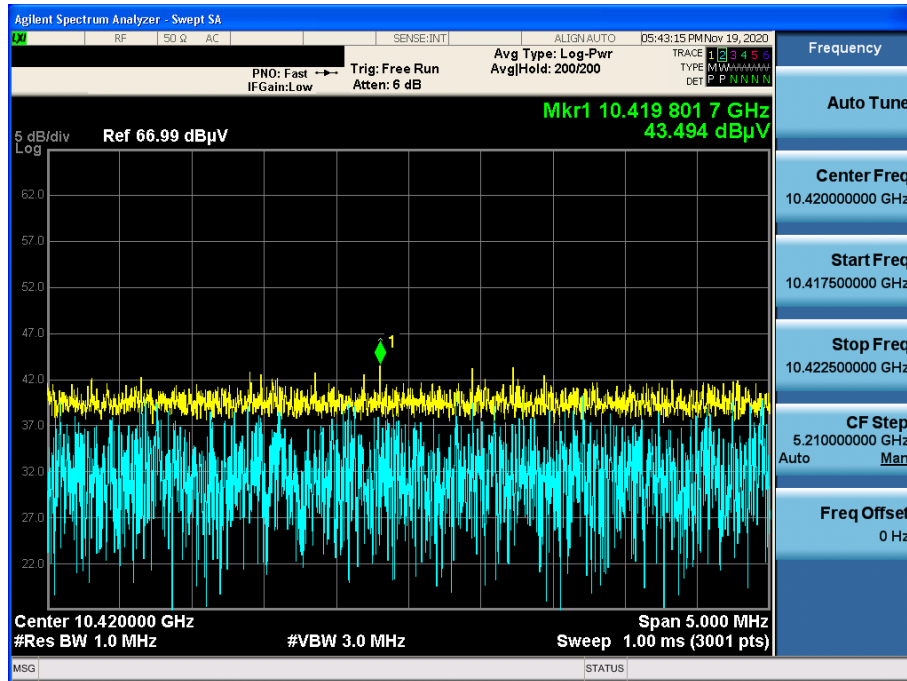 Agilent Spectrum Analyzer - Swept SA
LXI RF 50 Ω AC SENSE:INT ALIGN AUTO 05:43:15 PM Nov 19, 2020
Frequency
PNO: Fast Trig: Free Run Avg Type: Log-Pwr TRACE 1 2 3 4 5 6
IFGain:Low Atten: 6 dB Avg|Hold: 200/200 TYPE M W
DET P P N N N N
Auto Tune
Mkr1 10.419 801 7 GHz
5 dB/div Ref 66.99 dBµV 43.494 dBµV
Log
Center Freq
10.420000000 GHz
62.0
57.0
Start Freq
10.417500000 GHz
52.0
47.0
1
Stop Freq
10.422500000 GHz
42.0
37.0
CF Step
5.210000000 GHz
Auto Man
32.0
27.0
Freq Offset
0 Hz
22.0
Center 10.420000 GHz Span 5.000 MHz
#Res BW 1.0 MHz #VBW 3.0 MHz Sweep 1.00 ms (3001 pts)
MSG STATUS